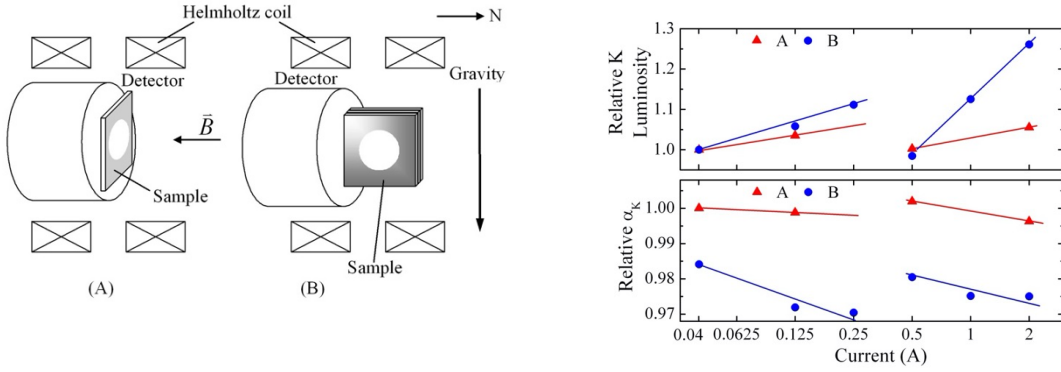 Helmholtz coil
N
Detector
Detector
Gravity
B
Sample
Sample
(A)
(B)
Relative K
Luminosity
1.3
1.2
1.1
1.0
A
B
Relative αK
1.00
0.99
0.98
0.97
A
B
0.04 0.0625 0.125 0.25 0.5 1 2
Current (A)